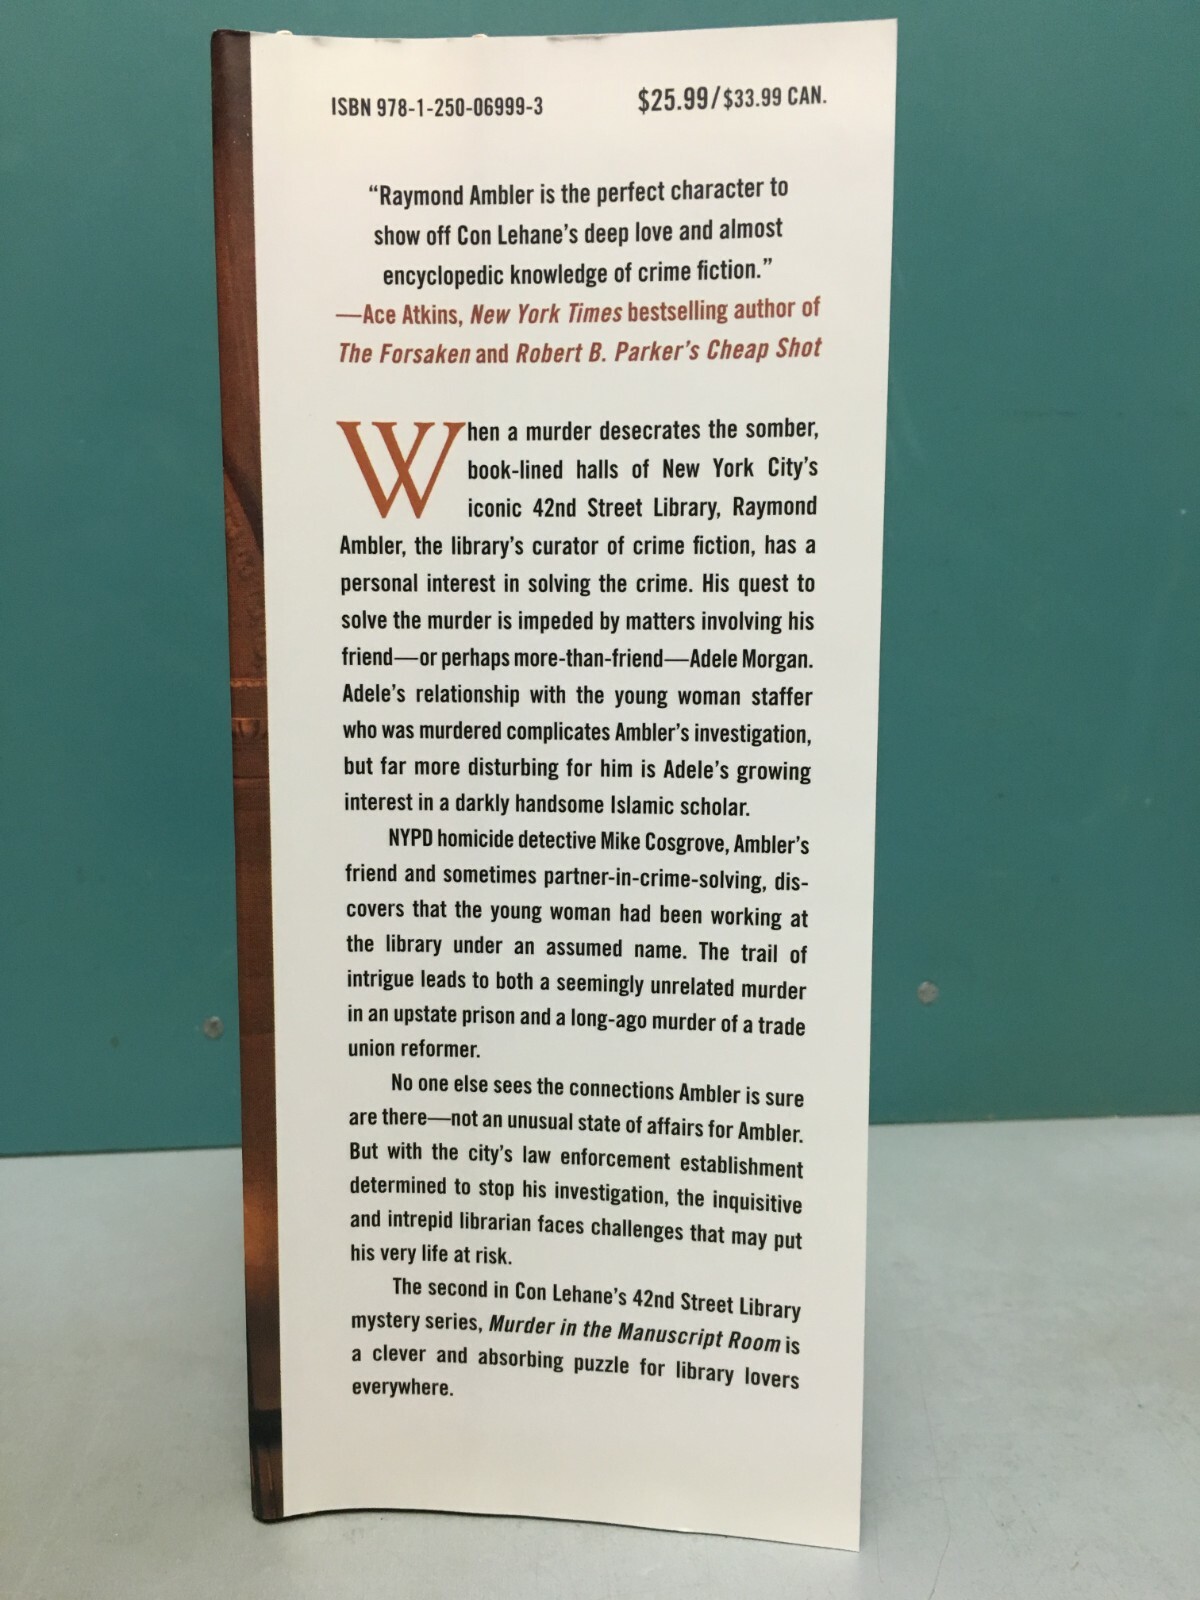 ISBN 978-1-250-06999-3 $25.99/$33.99 CAN.
“Raymond Ambler is the perfect character to
show off Con Lehane’s deep love and almost
encyclopedic knowledge of crime fiction.”
—Ace Atkins, New York Times bestselling author of
The Forsaken and Robert B. Parker’s Cheap Shot
When a murder desecrates the somber,
book-lined halls of New York City’s
iconic 42nd Street Library, Raymond
Ambler, the library’s curator of crime fiction, has a
personal interest in solving the crime. His quest to
solve the murder is impeded by matters involving his
friend—or perhaps more-than-friend—Adele Morgan.
Adele’s relationship with the young woman staffer
who was murdered complicates Ambler’s investigation,
but far more disturbing for him is Adele’s growing
interest in a darkly handsome Islamic scholar.
NYPD homicide detective Mike Cosgrove, Ambler’s
friend and sometimes partner-in-crime-solving, dis-
covers that the young woman had been working at
the library under an assumed name. The trail of
intrigue leads to both a seemingly unrelated murder
in an upstate prison and a long-ago murder of a trade
union reformer.
No one else sees the connections Ambler is sure
are there—not an unusual state of affairs for Ambler.
But with the city’s law enforcement establishment
determined to stop his investigation, the inquisitive
and intrepid librarian faces challenges that may put
his very life at risk.
The second in Con Lehane’s 42nd Street Library
mystery series, Murder in the Manuscript Room is
a clever and absorbing puzzle for library lovers
everywhere.